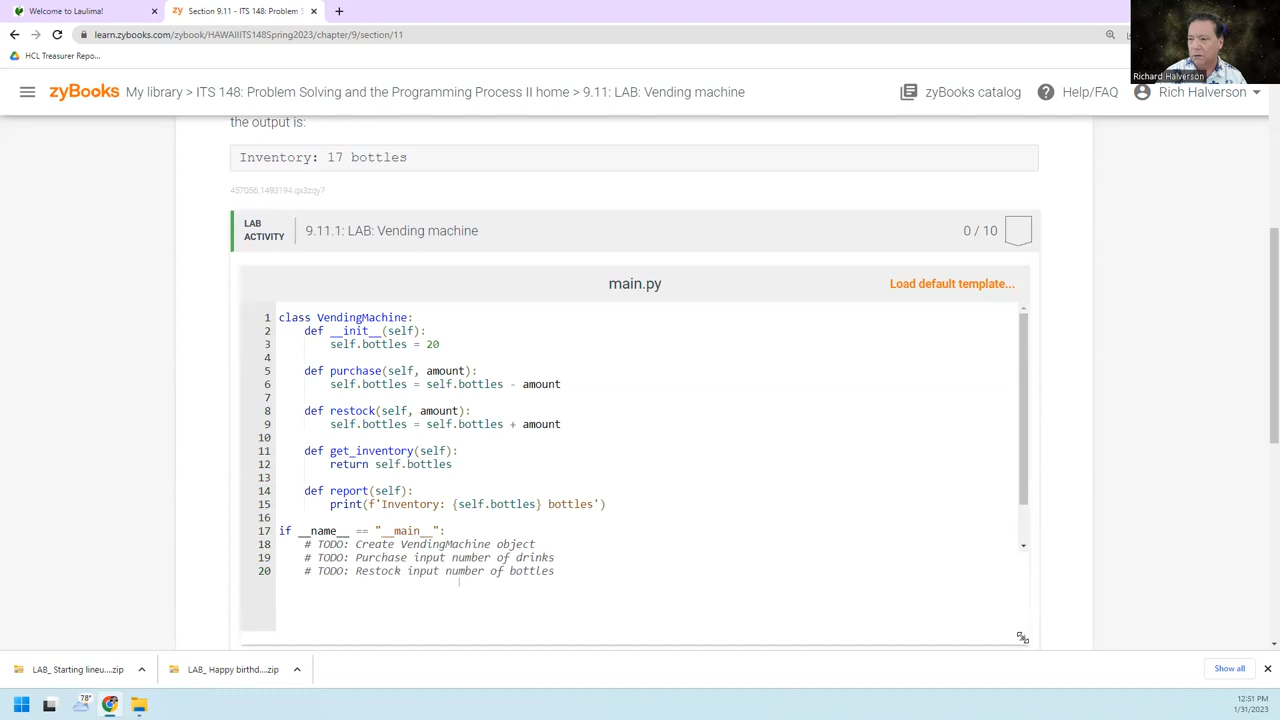 Welcome to Laulima!
zy Section 9.11 - ITS 148: Problem S
learn.zybooks.com/zybook/HAWAIIITS148Spring2023/chapter/9/section/11
HCL Treasurer Repo...
Richard Halverson
zyBooks My library > ITS 148: Problem Solving and the Programming Process II home > 9.11: LAB: Vending machine
zyBooks catalog
Help/FAQ
Rich Halverson
the output is:
Inventory: 17 bottles
457056.1493194.qx3zqy7
LAB
ACTIVITY
9.11.1: LAB: Vending machine
0 / 10
main.py
Load default template...
1 class VendingMachine:
2 def __init__(self):
3 self.bottles = 20
4
5 def purchase(self, amount):
6 self.bottles = self.bottles - amount
7
8 def restock(self, amount):
9 self.bottles = self.bottles + amount
10
11 def get_inventory(self):
12 return self.bottles
13
14 def report(self):
15 print(f'Inventory: {self.bottles} bottles')
16
17 if __name__ == "__main__":
18 # TODO: Create VendingMachine object
19 # TODO: Purchase input number of drinks
20 # TODO: Restock input number of bottles
LAB_ Starting lineu....zip
LAB_ Happy birthd....zip
Show all
78°
12:51 PM
1/31/2023